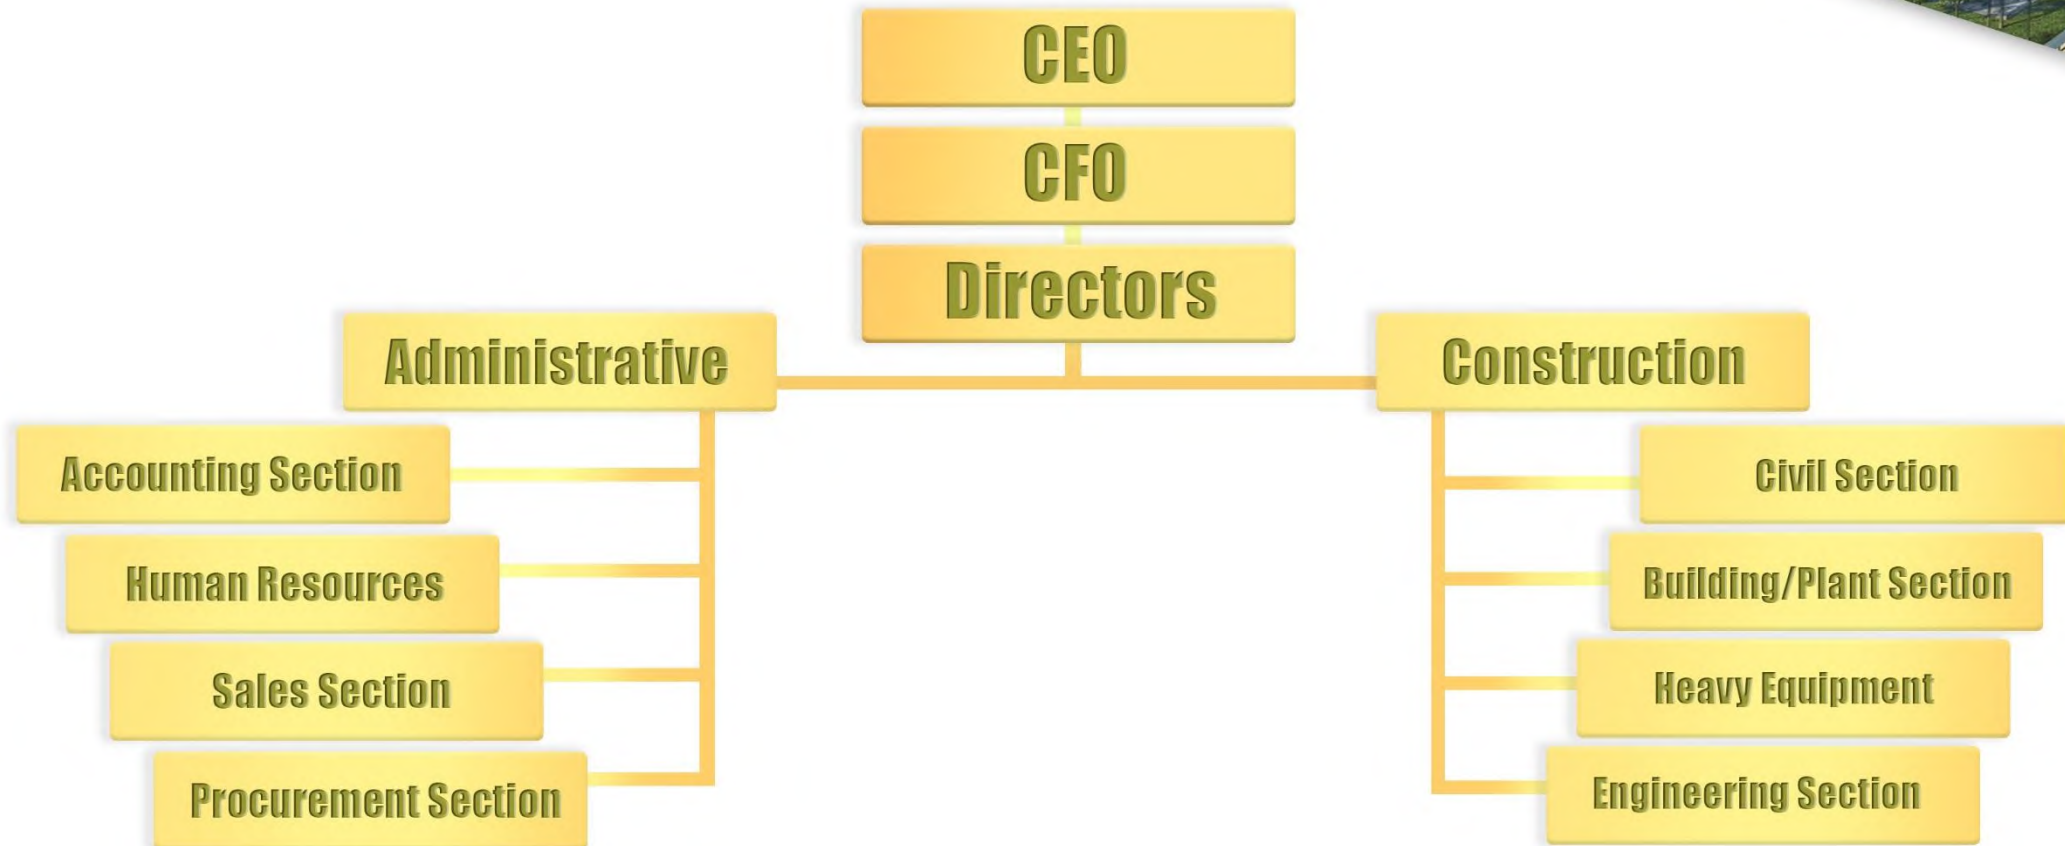 CEO
CFO
Directors
Administrative
Accounting Section
Human Resources
Sales Section
Procurement Section
Construction
Civil Section
Building/Plant Section
Heavy Equipment
Engineering Section